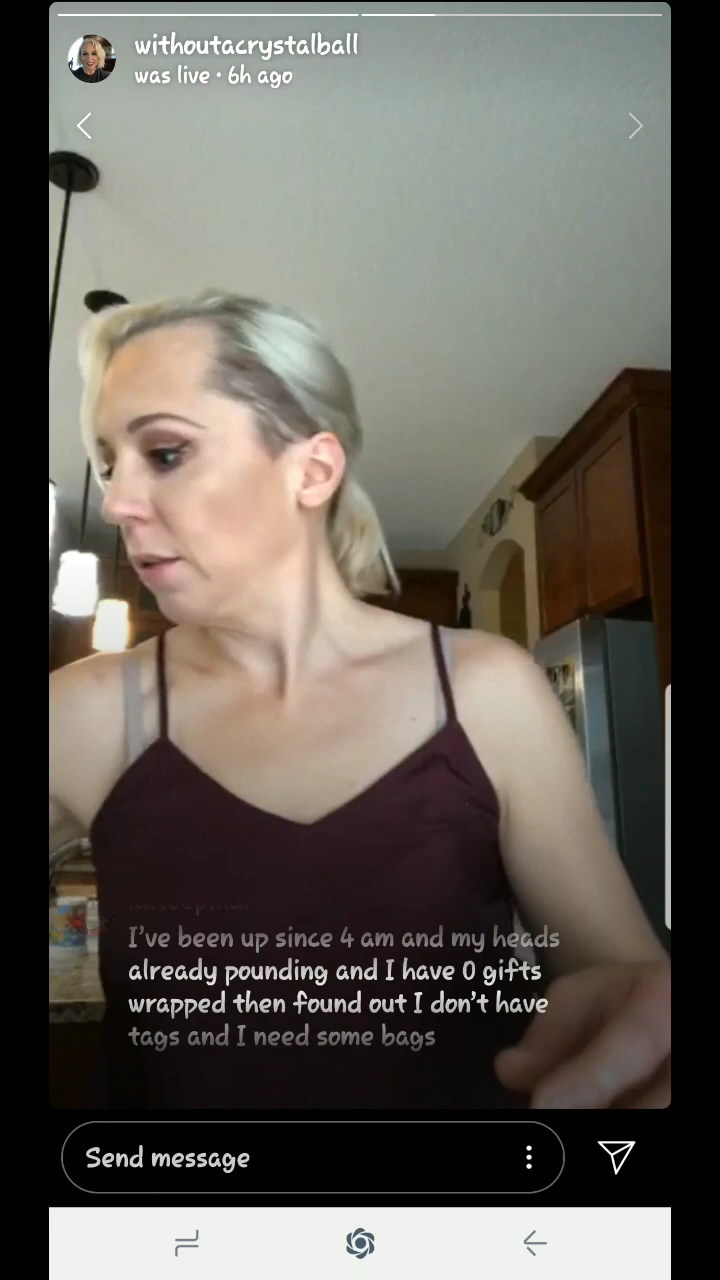 withoutacrystalball
was live • 6h ago
I've been up since 4 am and my heads
already pounding and I have 0 gifts
wrapped then found out I don't have
tags and I need some bags
Send message